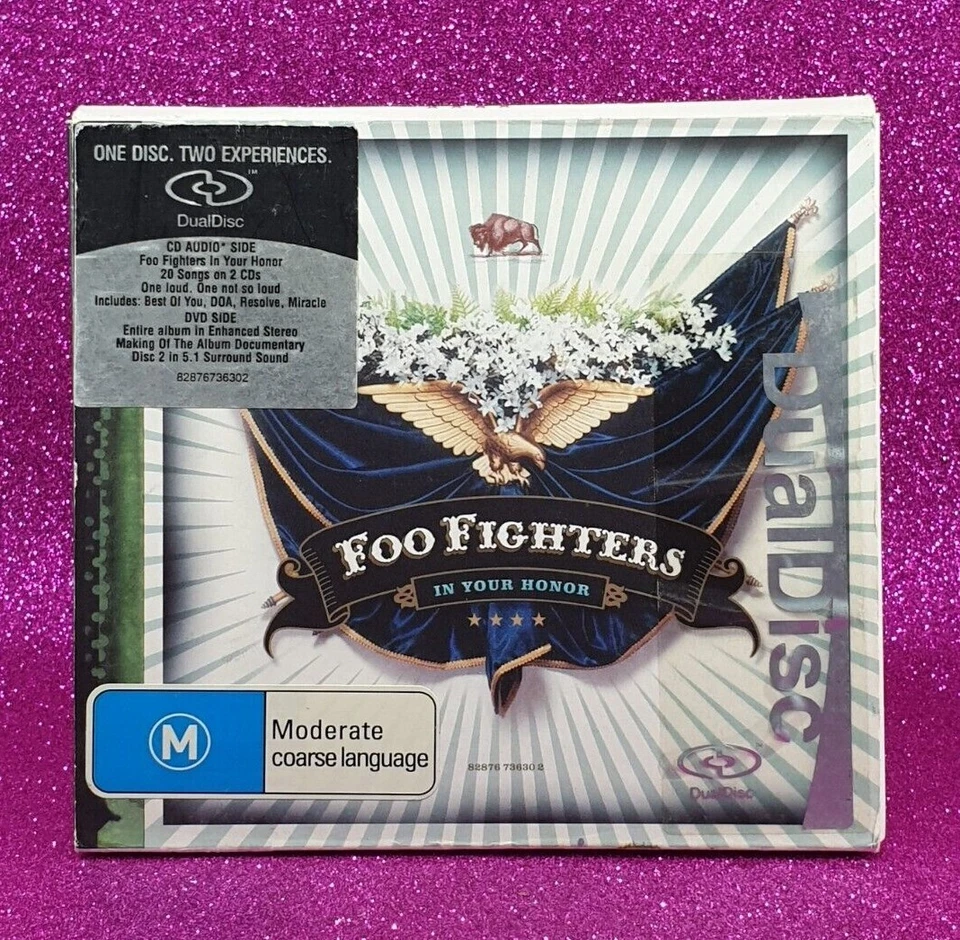 ONE DISC. TWO EXPERIENCES.
TM
DualDisc
CD AUDIO* SIDE
Foo Fighters In Your Honor
20 Songs on 2 CDs
One loud. One not so loud
Includes: Best Of You, DOA, Resolve, Miracle
DVD SIDE
Entire album in Enhanced Stereo
Making Of The Album Documentary
Disc 2 in 5.1 Surround Sound
82876736302
FOO FIGHTERS
IN YOUR HONOR
DualDisc
M
Moderate
coarse language
82876 73630 2
DualDisc